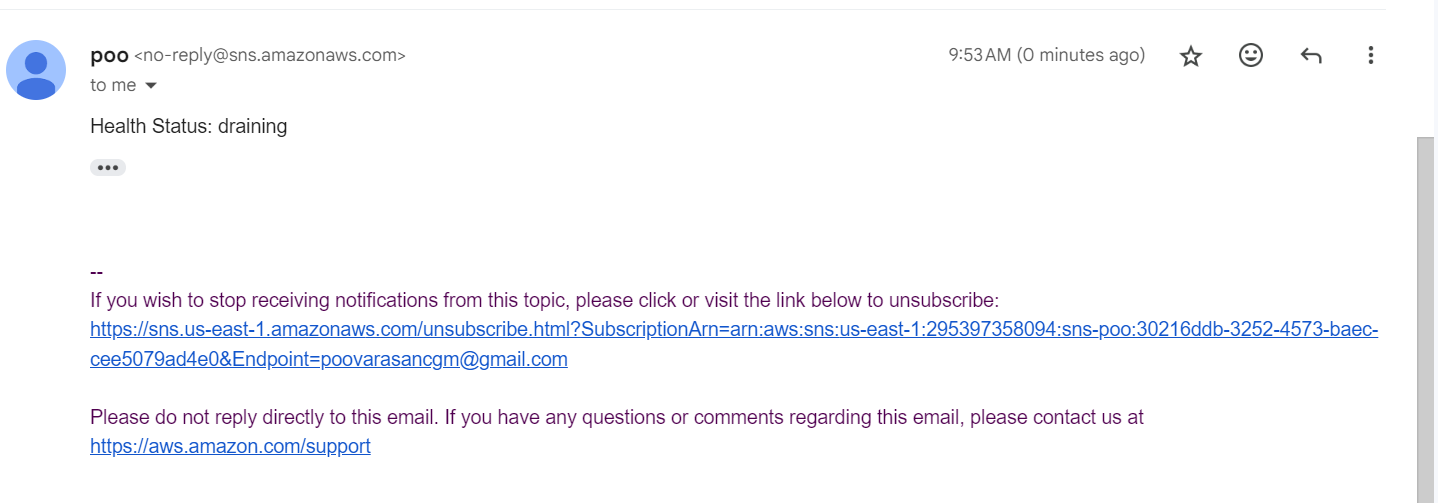 poo <no-reply@sns.amazonaws.com> 9:53 AM (0 minutes ago)
to me
Health Status: draining
--
If you wish to stop receiving notifications from this topic, please click or visit the link below to unsubscribe:
https://sns.us-east-1.amazonaws.com/unsubscribe.html?SubscriptionArn=arn:aws:sns:us-east-1:295397358094:sns-poo:30216ddb-3252-4573-baec-
cee5079ad4e0&Endpoint=poovarasancgm@gmail.com
Please do not reply directly to this email. If you have any questions or comments regarding this email, please contact us at
https://aws.amazon.com/support